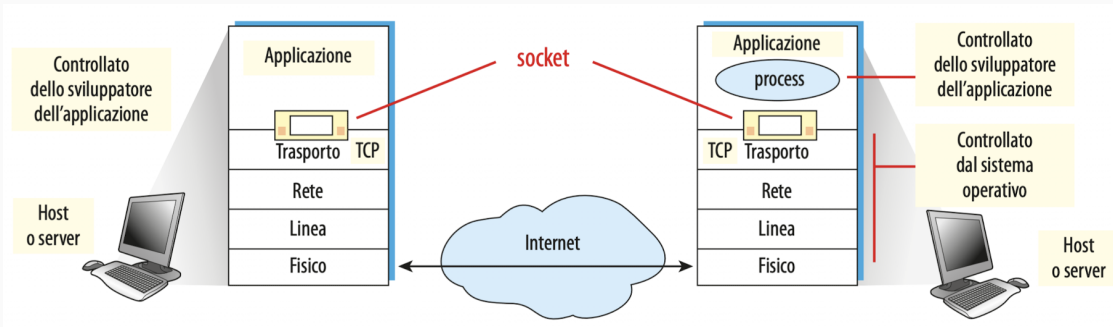 Controllato
dello sviluppatore
dell'applicazione
Host
o server
Applicazione
Trasporto TCP
Rete
Linea
Fisico
socket
Internet
Applicazione
process
TCP Trasporto
Rete
Linea
Fisico
Controllato
dello sviluppatore
dell'applicazione
Controllato
dal sistema
operativo
Host
o server